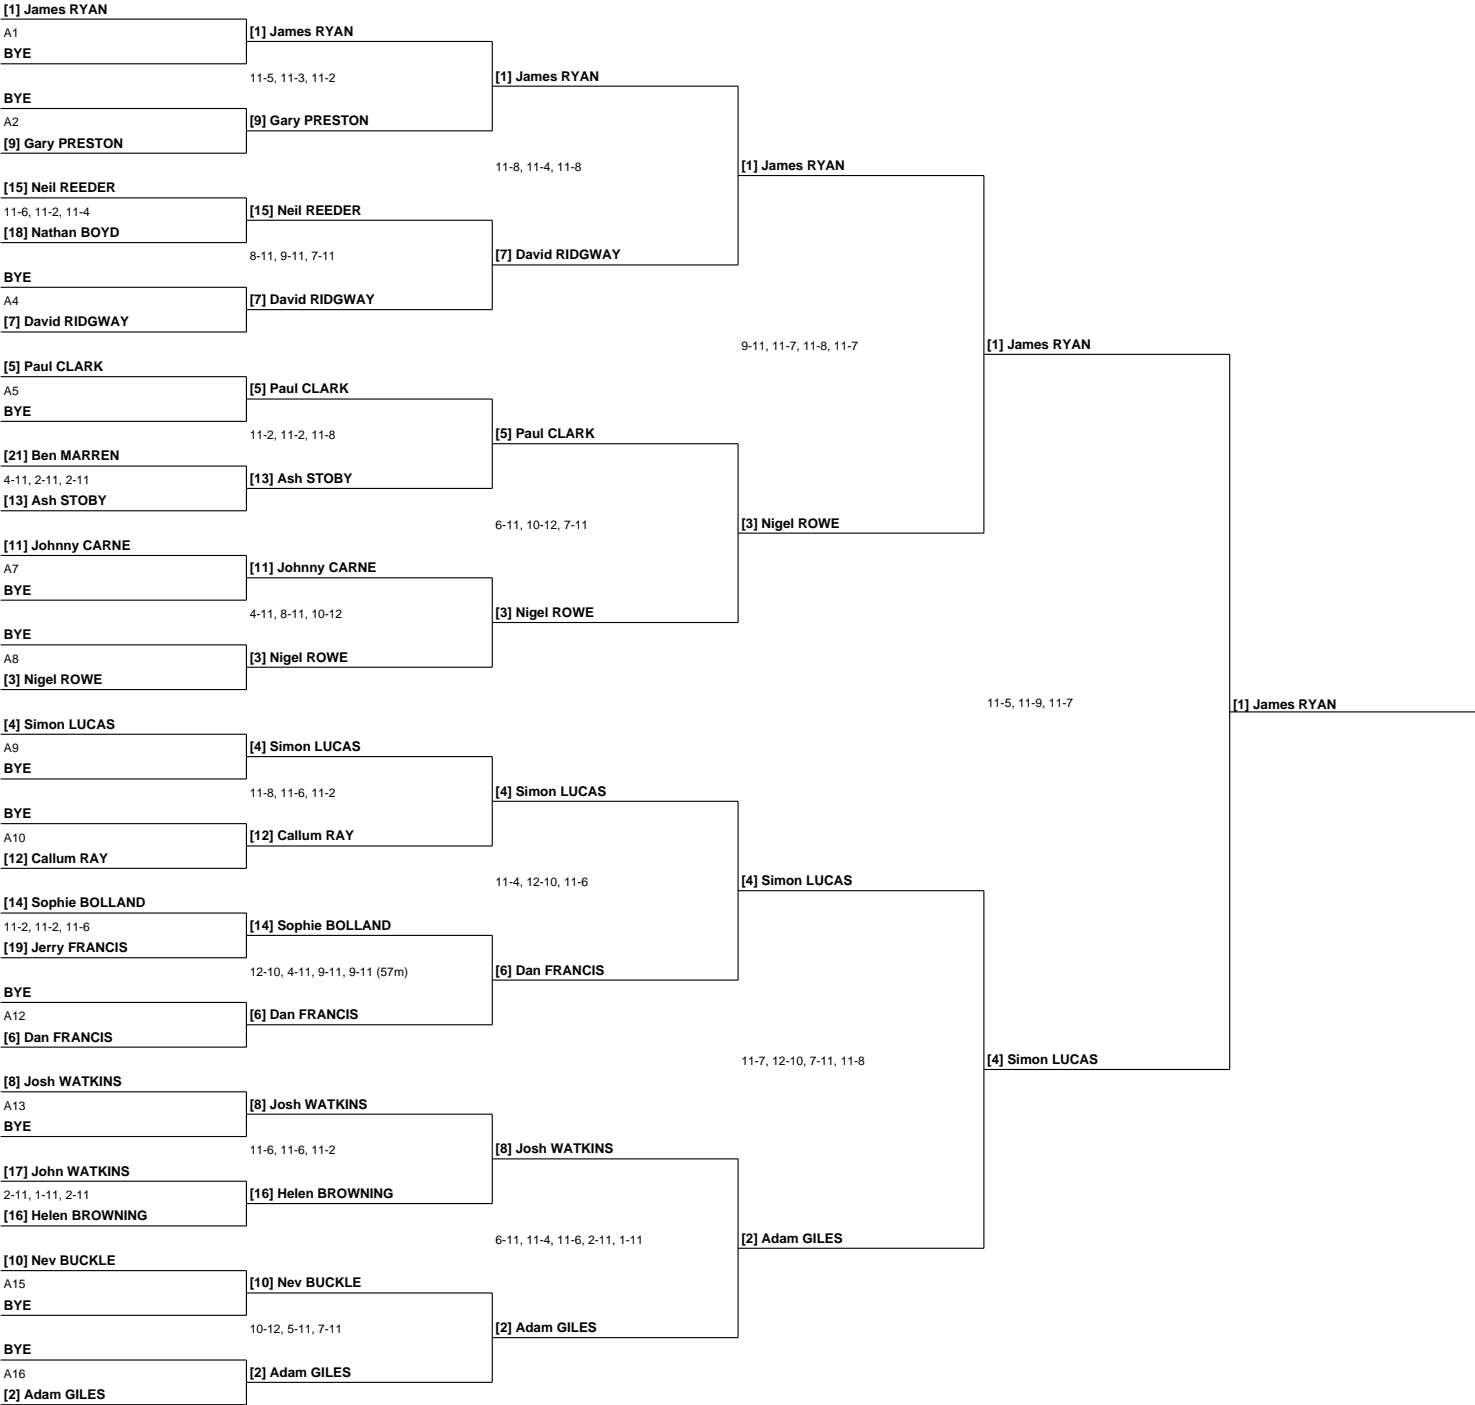 [1] James RYAN
A1
BYE
BYE
A2
[9] Gary PRESTON
[15] Neil REEDER
11-6, 11-2, 11-4
[18] Nathan BOYD
BYE
A4
[7] David RIDGWAY
[5] Paul CLARK
A5
BYE
[21] Ben MARREN
4-11, 2-11, 2-11
[13] Ash STOBY
[11] Johnny CARNE
A7
BYE
BYE
A8
[3] Nigel ROWE
[4] Simon LUCAS
A9
BYE
BYE
A10
[12] Callum RAY
[14] Sophie BOLLAND
11-2, 11-2, 11-6
[19] Jerry FRANCIS
BYE
A12
[6] Dan FRANCIS
[8] Josh WATKINS
A13
BYE
[17] John WATKINS
2-11, 1-11, 2-11
[16] Helen BROWNING
[10] Nev BUCKLE
A15
BYE
BYE
A16
[2] Adam GILES
[1] James RYAN
11-5, 11-3, 11-2
[9] Gary PRESTON
[15] Neil REEDER
8-11, 9-11, 7-11
[7] David RIDGWAY
[5] Paul CLARK
11-2, 11-2, 11-8
[13] Ash STOBY
[11] Johnny CARNE
4-11, 8-11, 10-12
[3] Nigel ROWE
[4] Simon LUCAS
11-8, 11-6, 11-2
[12] Callum RAY
[14] Sophie BOLLAND
12-10, 4-11, 9-11, 9-11 (57m)
[6] Dan FRANCIS
[8] Josh WATKINS
11-6, 11-6, 11-2
[16] Helen BROWNING
[10] Nev BUCKLE
10-12, 5-11, 7-11
[2] Adam GILES
[1] James RYAN
11-8, 11-4, 11-8
[7] David RIDGWAY
[5] Paul CLARK
6-11, 10-12, 7-11
[3] Nigel ROWE
[4] Simon LUCAS
11-4, 12-10, 11-6
[6] Dan FRANCIS
[8] Josh WATKINS
6-11, 11-4, 11-6, 2-11, 1-11
[2] Adam GILES
[1] James RYAN
9-11, 11-7, 11-8, 11-7
[3] Nigel ROWE
[4] Simon LUCAS
11-7, 12-10, 7-11, 11-8
[2] Adam GILES
[1] James RYAN
11-5, 11-9, 11-7
[4] Simon LUCAS
[1] James RYAN